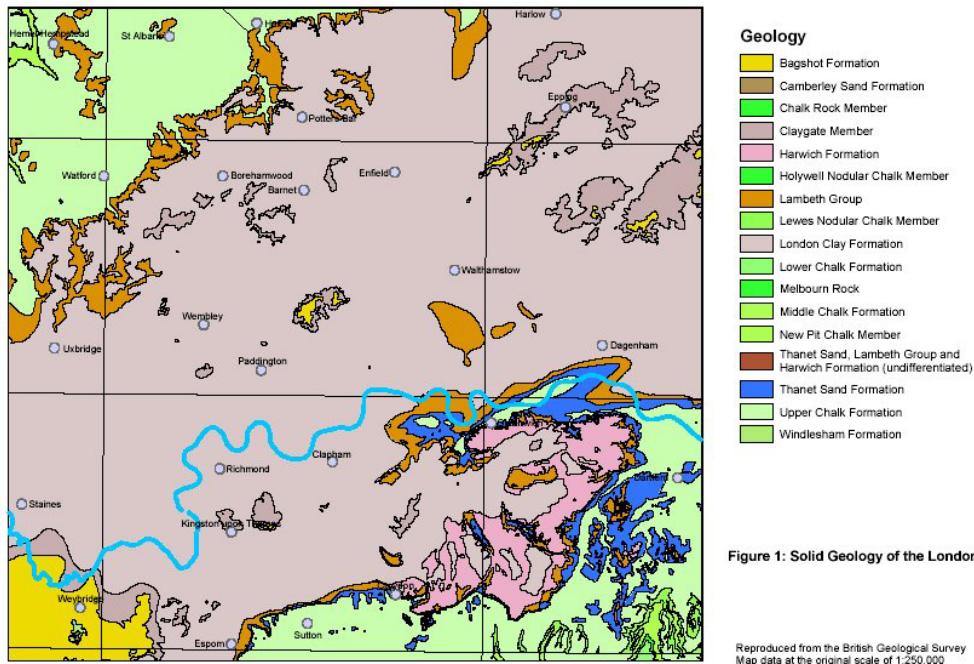 Harlow
Hemel Hempstead
St Albans
Epping
Potters Bar
Watford
Borehamwood
Barnet
Enfield
Walthamstow
Wembley
Uxbridge
Paddington
Dagenham
Clapham
Richmond
Dartford
Staines
Kingston upon Thames
Weybridge
Epsom
Sutton
Geology
Bagshot Formation
Camberley Sand Formation
Chalk Rock Member
Claygate Member
Harwich Formation
Holywell Nodular Chalk Member
Lambeth Group
Lewes Nodular Chalk Member
London Clay Formation
Lower Chalk Formation
Melbourn Rock
Middle Chalk Formation
New Pit Chalk Member
Thanet Sand, Lambeth Group and
Harwich Formation (undifferentiated)
Thanet Sand Formation
Upper Chalk Formation
Windlesham Formation
Figure 1: Solid Geology of the London
Reproduced from the British Geological Survey
Map data at the original scale of 1:250.000